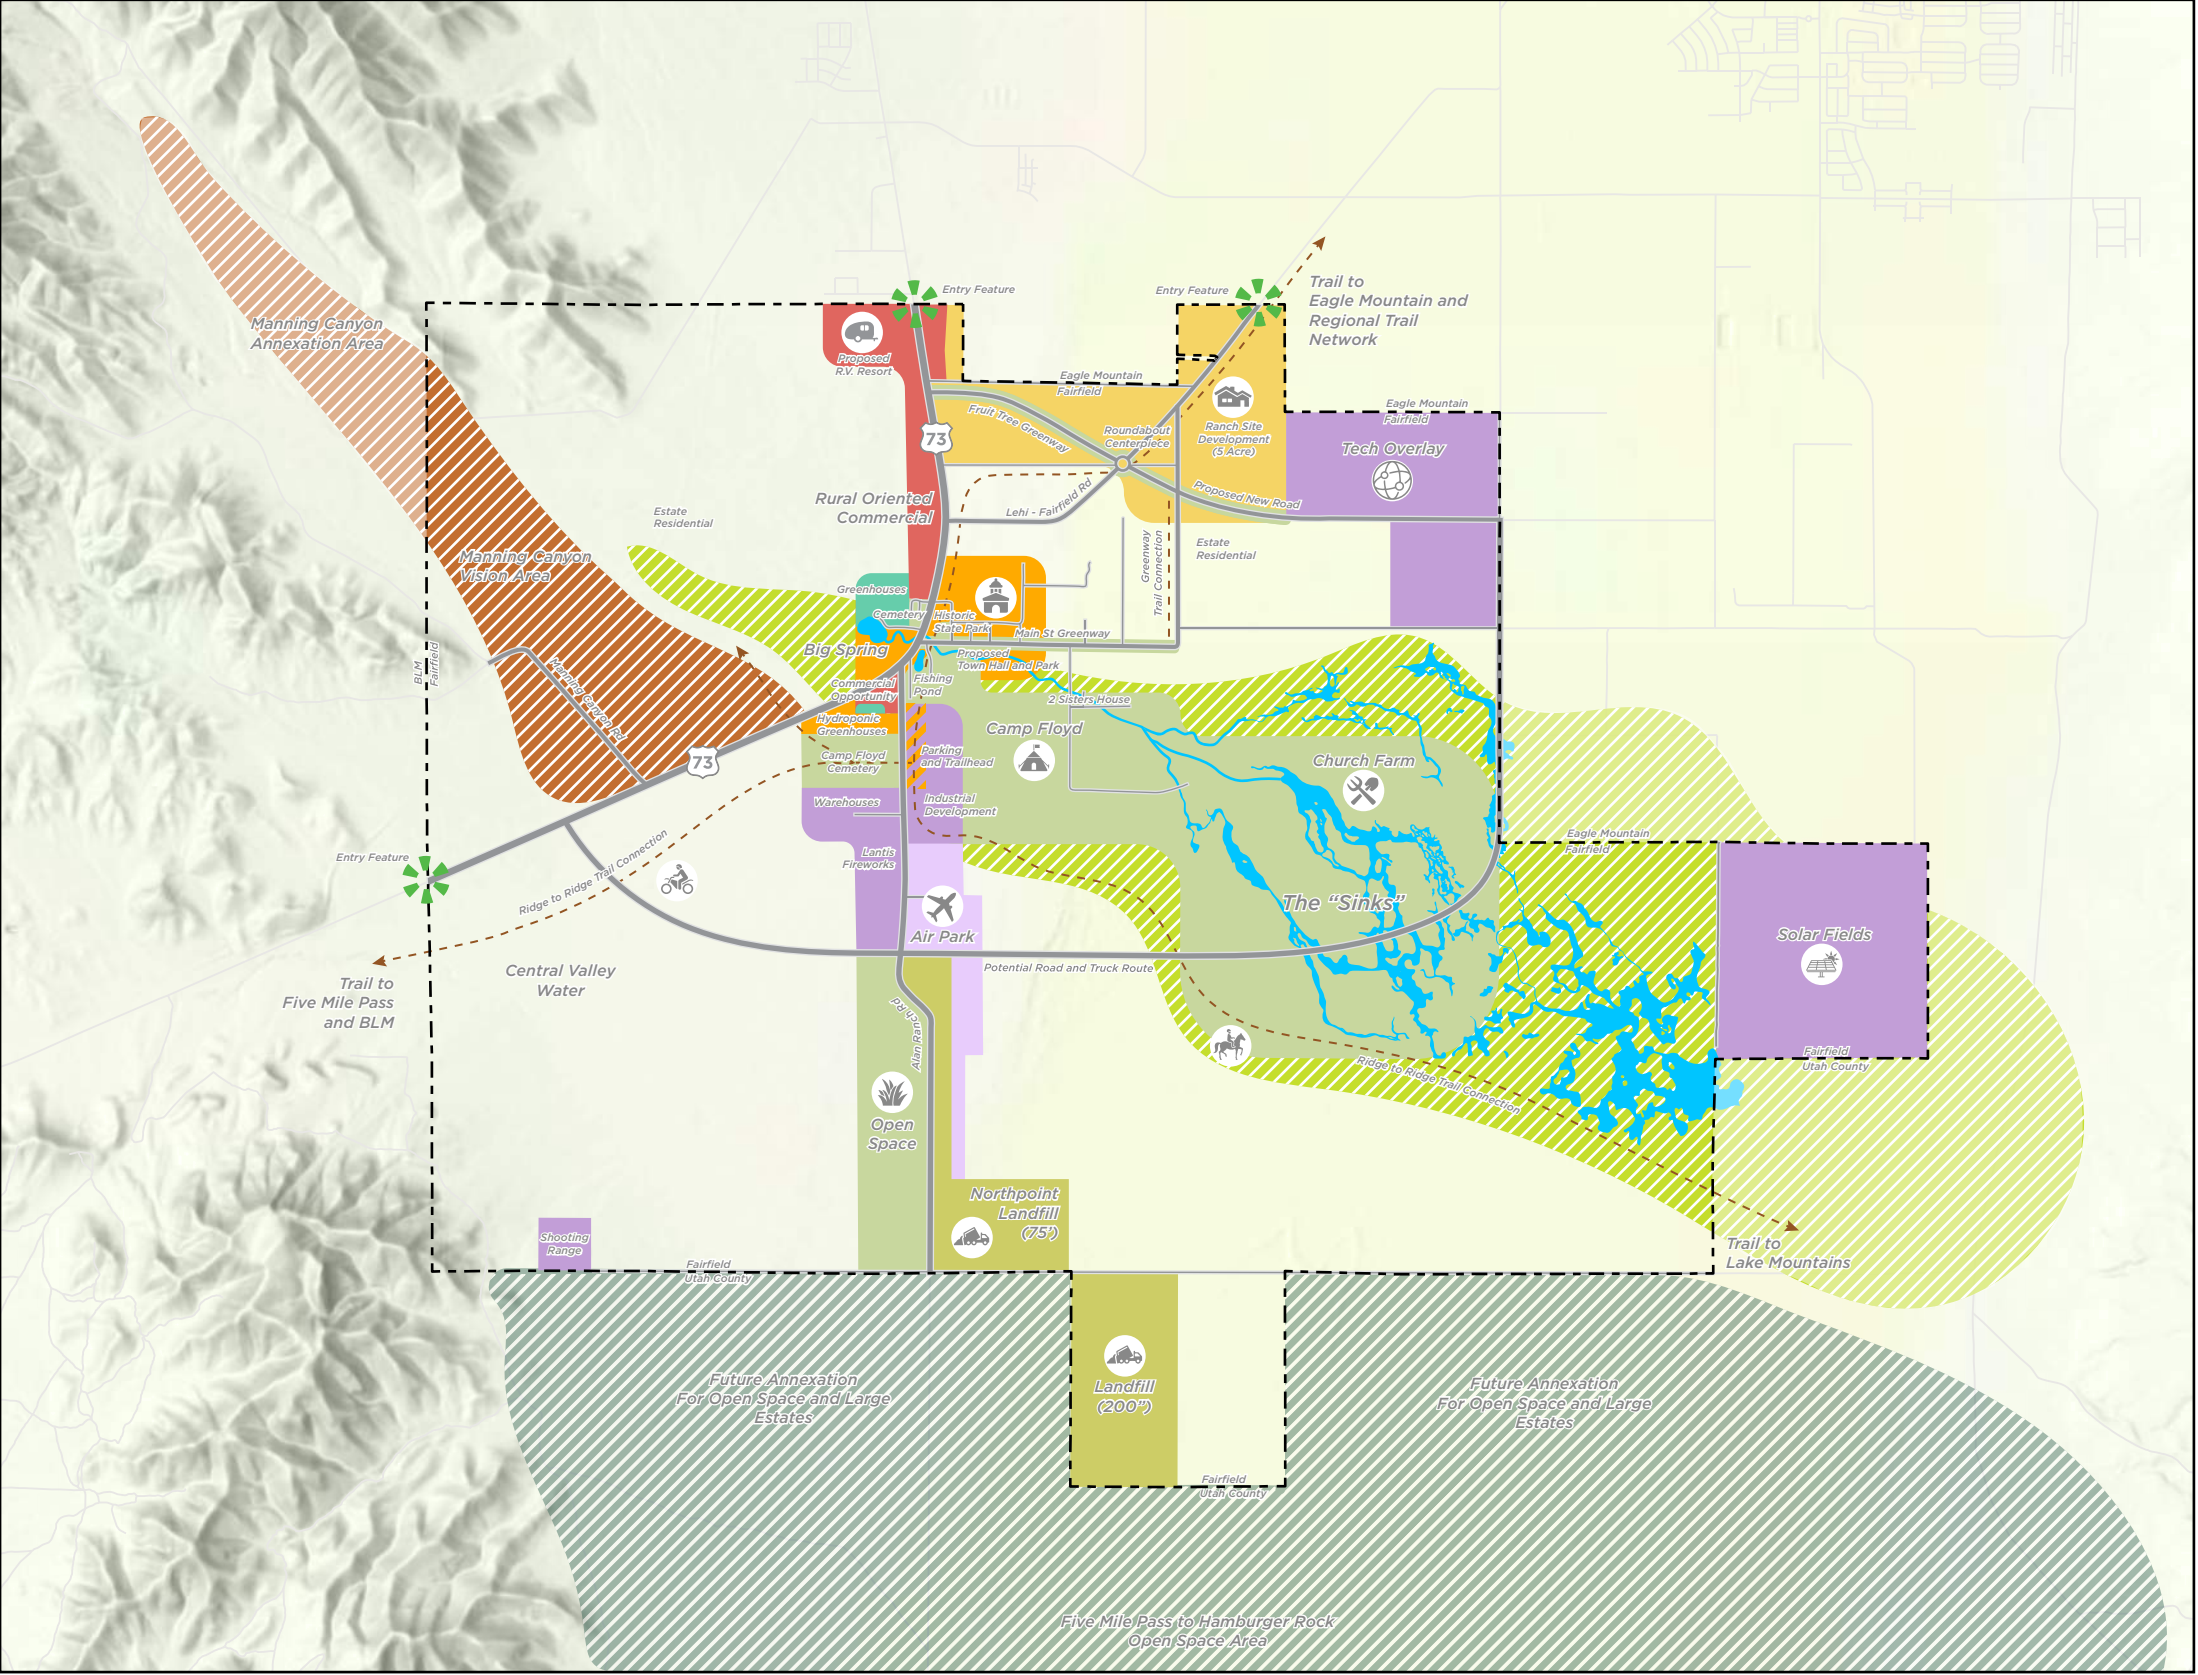 Entry Feature
Entry Feature
Trail to
Eagle Mountain and
Regional Trail
Network
Manning Canyon
Annexation Area
Proposed
R.V. Resort
Eagle Mountain
Fairfield
Eagle Mountain
Fairfield
Fruit Tree Greenway
Roundabout
Centerpiece
Ranch Site
Development
(5 Acre)
73
Tech Overlay
Rural Oriented
Commercial
Lehi - Fairfield Rd
Proposed New Road
Estate
Residential
Estate
Residential
Greenway
Trail Connection
Manning Canyon
Vision Area
Greenhouses
Cemetery
Historic
State Park
Main St Greenway
Big Spring
Proposed
Town Hall and Park
BLM
Fairfield
Manning Canyon Rd
Commercial
Opportunity
Fishing
Pond
2 Sisters House
Hydroponic
Greenhouses
Camp Floyd
Camp Floyd
Cemetery
Parking
and Trailhead
Church Farm
73
Warehouses
Industrial
Development
Eagle Mountain
Fairfield
Entry Feature
Lantis
Fireworks
Ridge to Ridge Trail Connection
The “Sinks”
Air Park
Solar Fields
Potential Road and Truck Route
Central Valley
Water
Trail to
Five Mile Pass
and BLM
Alan Ranch Rd
Fairfield
Utah County
Ridge to Ridge Trail Connection
Open
Space
Northpoint
Landfill
(75')
Shooting
Range
Trail to
Lake Mountains
Fairfield
Utah County
Future Annexation
For Open Space and Large
Estates
Landfill
(200”)
Future Annexation
For Open Space and Large
Estates
Fairfield
Utah County
Five Mile Pass to Hamburger Rock
Open Space Area